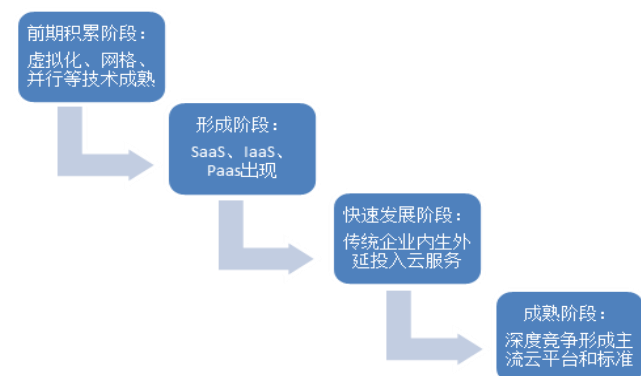 前期积累阶段：
虚拟化、网格、
并行等技术成熟
形成阶段：
SaaS、IaaS、
Paas出现
快速发展阶段：
传统企业内生外
延投入云服务
成熟阶段：
深度竞争形成主
流云平台和标准